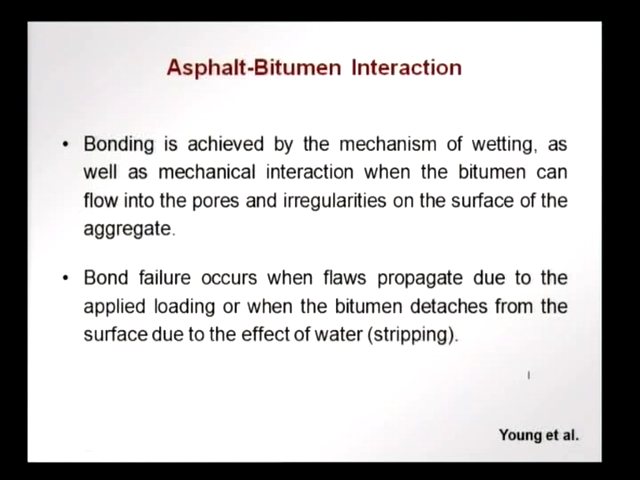 Asphalt-Bitumen Interaction
• Bonding is achieved by the mechanism of wetting, as
well as mechanical interaction when the bitumen can
flow into the pores and irregularities on the surface of the
aggregate.
• Bond failure occurs when flaws propagate due to the
applied loading or when the bitumen detaches from the
surface due to the effect of water (stripping).
Young et al.